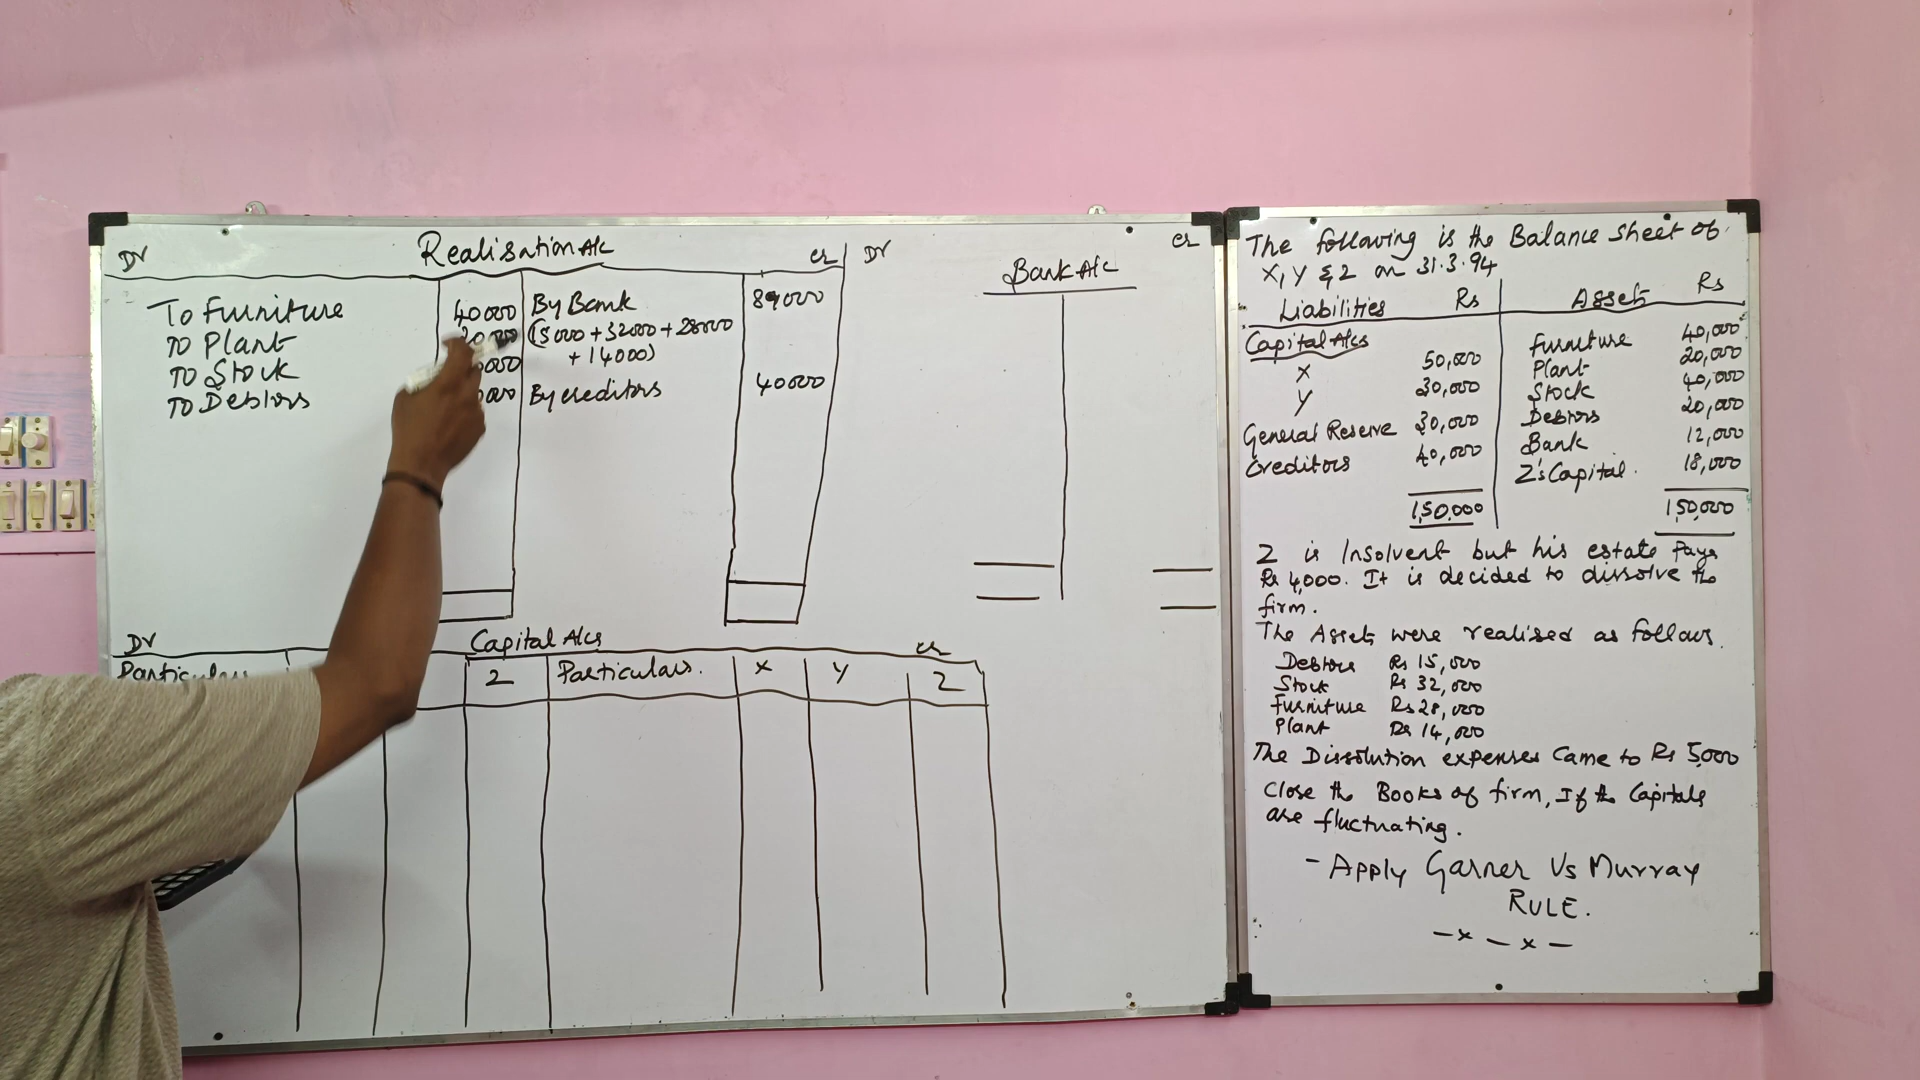 Dr Realisation A/c cr
To Furniture 40000 By Bank 89000
To Plant (15000+32000+28000
To Stock +14000)
To Debtors By creditors 40000
Dr Bank A/c cr
Dr Capital A/cs cr
Particulars Z Particulars. X Y Z
The following is the Balance Sheet of
X, Y & Z on 31.3.94
Liabilities Rs Assets Rs
Capital A/cs Furniture 40,000
X 50,000 Plant 20,000
Y 30,000 Stock 40,000
General Reserve 30,000 Debtors 20,000
Creditors 40,000 Bank 12,000
Z's Capital. 18,000
1,50,000 1,50,000
Z is Insolvent but his estate Pays
Rs 4,000. It is decided to dissolve the
firm.
The Assets were realised as follows.
Debtors Rs 15,000
Stock Rs 32,000
Furniture Rs 28,000
Plant Rs 14,000
The Dissolution expenses came to Rs 5,000
Close the Books of firm, If the Capitals
are fluctuating.
- Apply Garner Vs Murray
RULE.
-x-x-